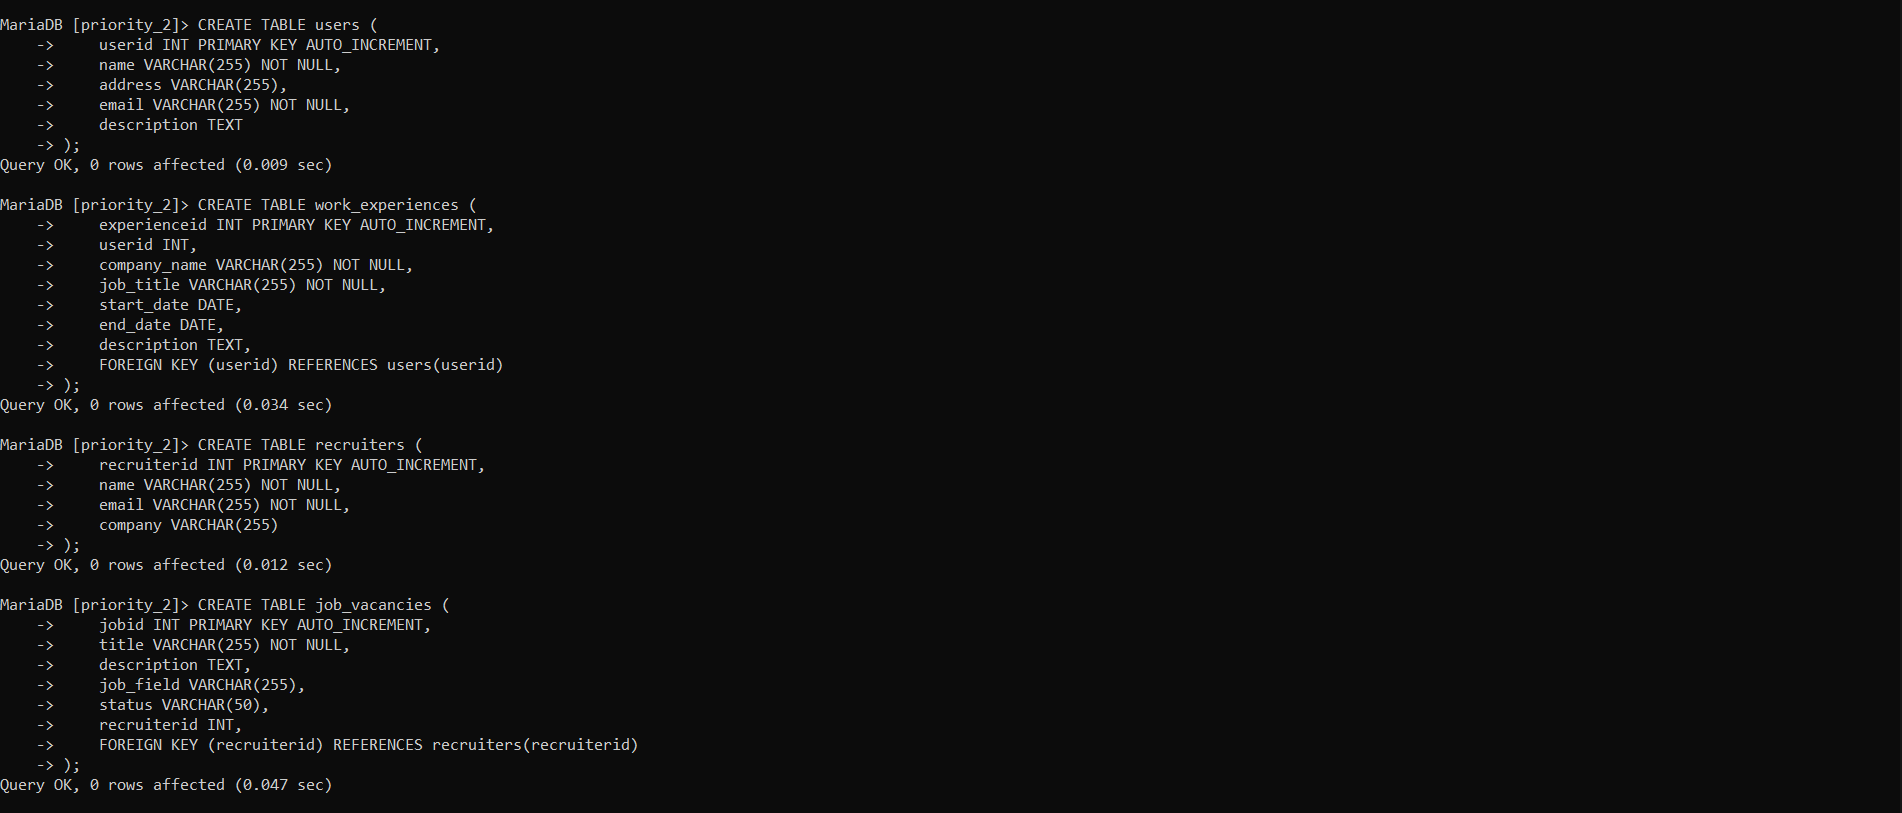 MariaDB [priority_2]> CREATE TABLE users (
    ->     userid INT PRIMARY KEY AUTO_INCREMENT,
    ->     name VARCHAR(255) NOT NULL,
    ->     address VARCHAR(255),
    ->     email VARCHAR(255) NOT NULL,
    ->     description TEXT
    -> );
Query OK, 0 rows affected (0.009 sec)

MariaDB [priority_2]> CREATE TABLE work_experiences (
    ->     experienceid INT PRIMARY KEY AUTO_INCREMENT,
    ->     userid INT,
    ->     company_name VARCHAR(255) NOT NULL,
    ->     job_title VARCHAR(255) NOT NULL,
    ->     start_date DATE,
    ->     end_date DATE,
    ->     description TEXT,
    ->     FOREIGN KEY (userid) REFERENCES users(userid)
    -> );
Query OK, 0 rows affected (0.034 sec)

MariaDB [priority_2]> CREATE TABLE recruiters (
    ->     recruiterid INT PRIMARY KEY AUTO_INCREMENT,
    ->     name VARCHAR(255) NOT NULL,
    ->     email VARCHAR(255) NOT NULL,
    ->     company VARCHAR(255)
    -> );
Query OK, 0 rows affected (0.012 sec)

MariaDB [priority_2]> CREATE TABLE job_vacancies (
    ->     jobid INT PRIMARY KEY AUTO_INCREMENT,
    ->     title VARCHAR(255) NOT NULL,
    ->     description TEXT,
    ->     job_field VARCHAR(255),
    ->     status VARCHAR(50),
    ->     recruiterid INT,
    ->     FOREIGN KEY (recruiterid) REFERENCES recruiters(recruiterid)
    -> );
Query OK, 0 rows affected (0.047 sec)